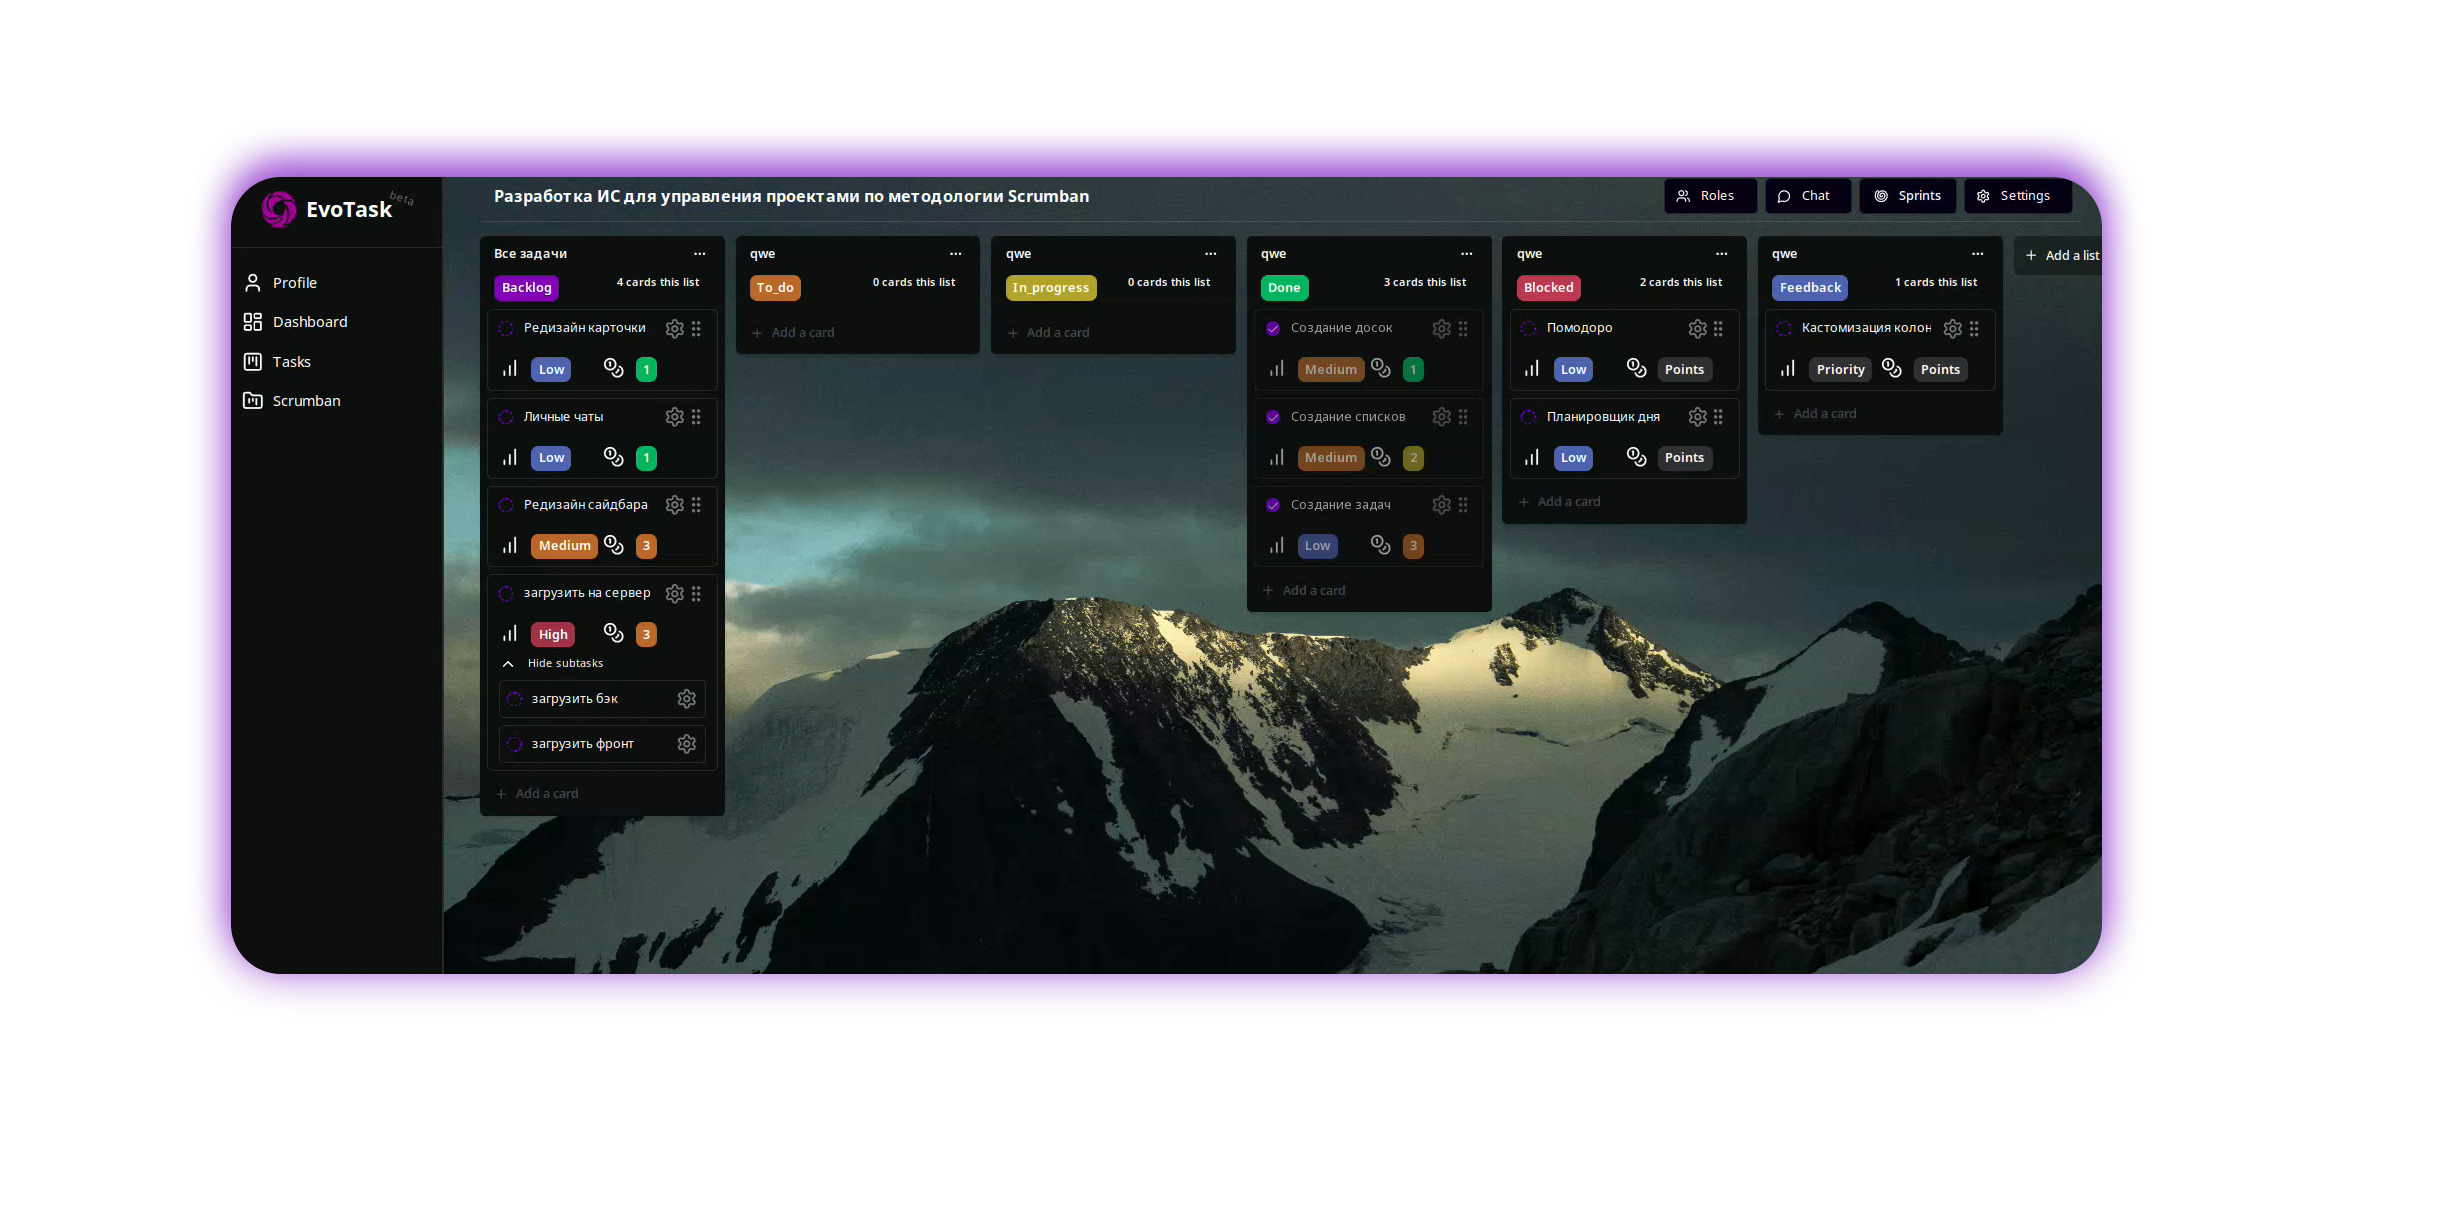 EvoTask beta
Profile
Dashboard
Tasks
Scrumban
Разработка ИС для управления проектами по методологии Scrumban
Roles
Chat
Sprints
Settings
Все задачи
Backlog
4 cards this list
Редизайн карточки
Low
1
Личные чаты
Low
1
Редизайн сайдбара
Medium
3
загрузить на сервер
High
3
Hide subtasks
загрузить бэк
загрузить фронт
Add a card
qwe
To_do
0 cards this list
Add a card
qwe
In_progress
0 cards this list
Add a card
qwe
Done
3 cards this list
Создание досок
Medium
1
Создание списков
Medium
2
Создание задач
Low
3
Add a card
qwe
Blocked
2 cards this list
Помодоро
Low
Points
Планировщик дня
Low
Points
Add a card
qwe
Feedback
1 cards this list
Кастомизация колон
Priority
Points
Add a card
Add a list